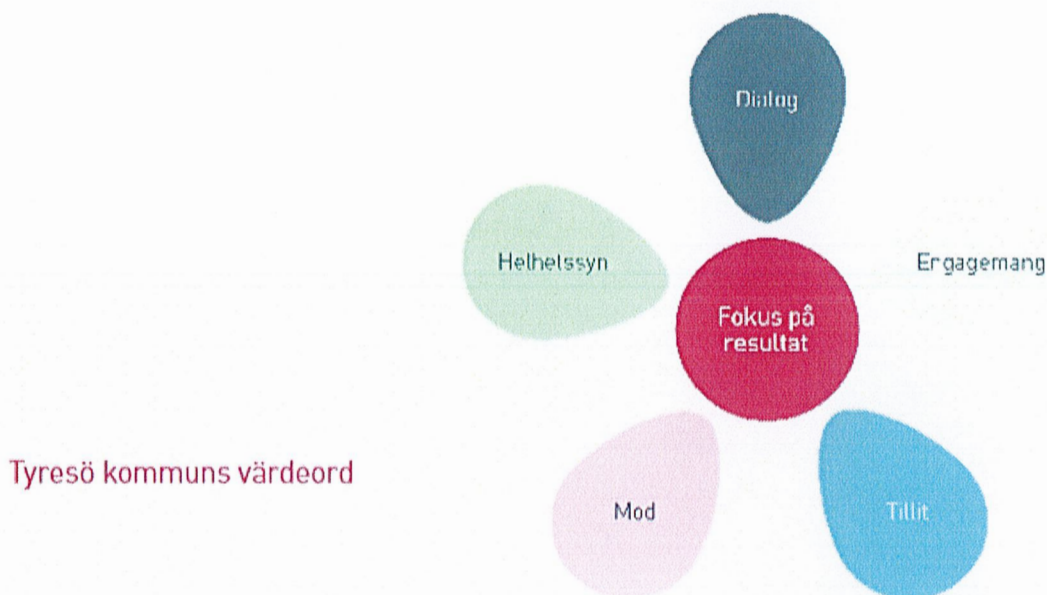 Dialog
Helhetssyn
Engagemang
Fokus på
resultat
Tyresö kommuns värdeord
Mod
Tillit